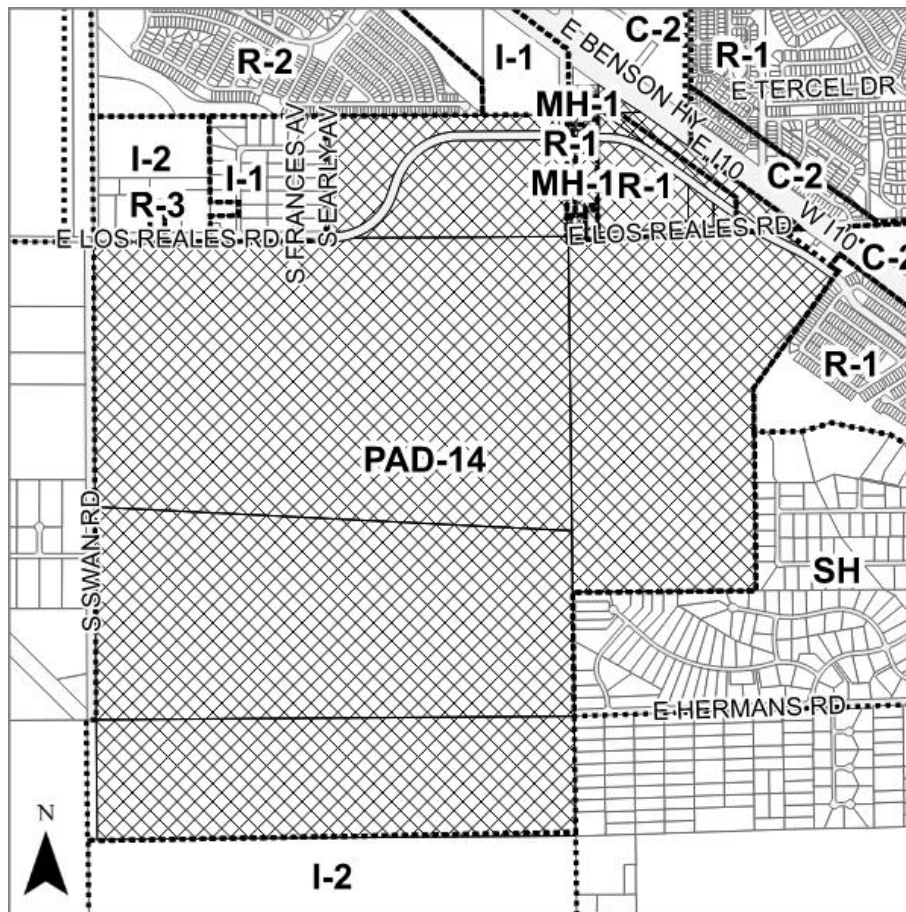 C-2
R-1
R-2
I-1
E BENSON HY
E TERCEL DR
MH-1
E I10
S FRANCES AV
S EARLY AV
I-2
I-1
R-1
C-2
MH-1
R-1
R-3
W I10
E LOS REALES RD
E LOS REALES RD
C-2
R-1
PAD-14
S SWAN RD
SH
E HERMANS RD
N
I-2